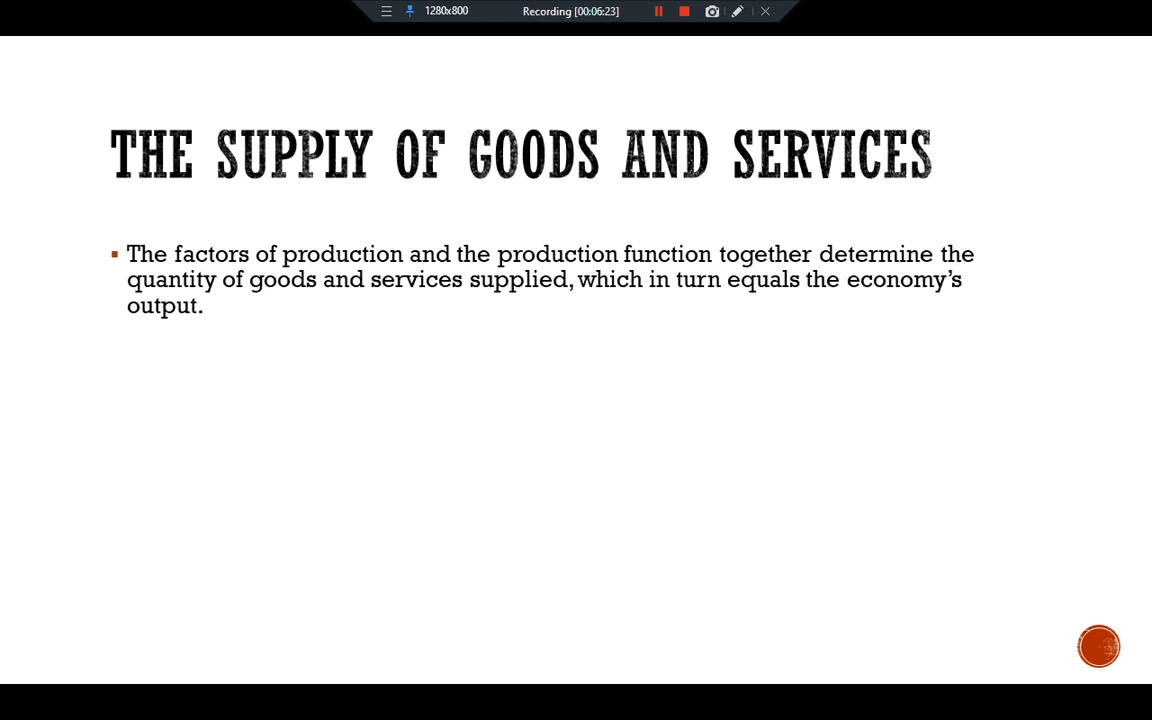 1280x800 Recording [00:06:23]
THE SUPPLY OF GOODS AND SERVICES
The factors of production and the production function together determine the
quantity of goods and services supplied, which in turn equals the economy’s
output.